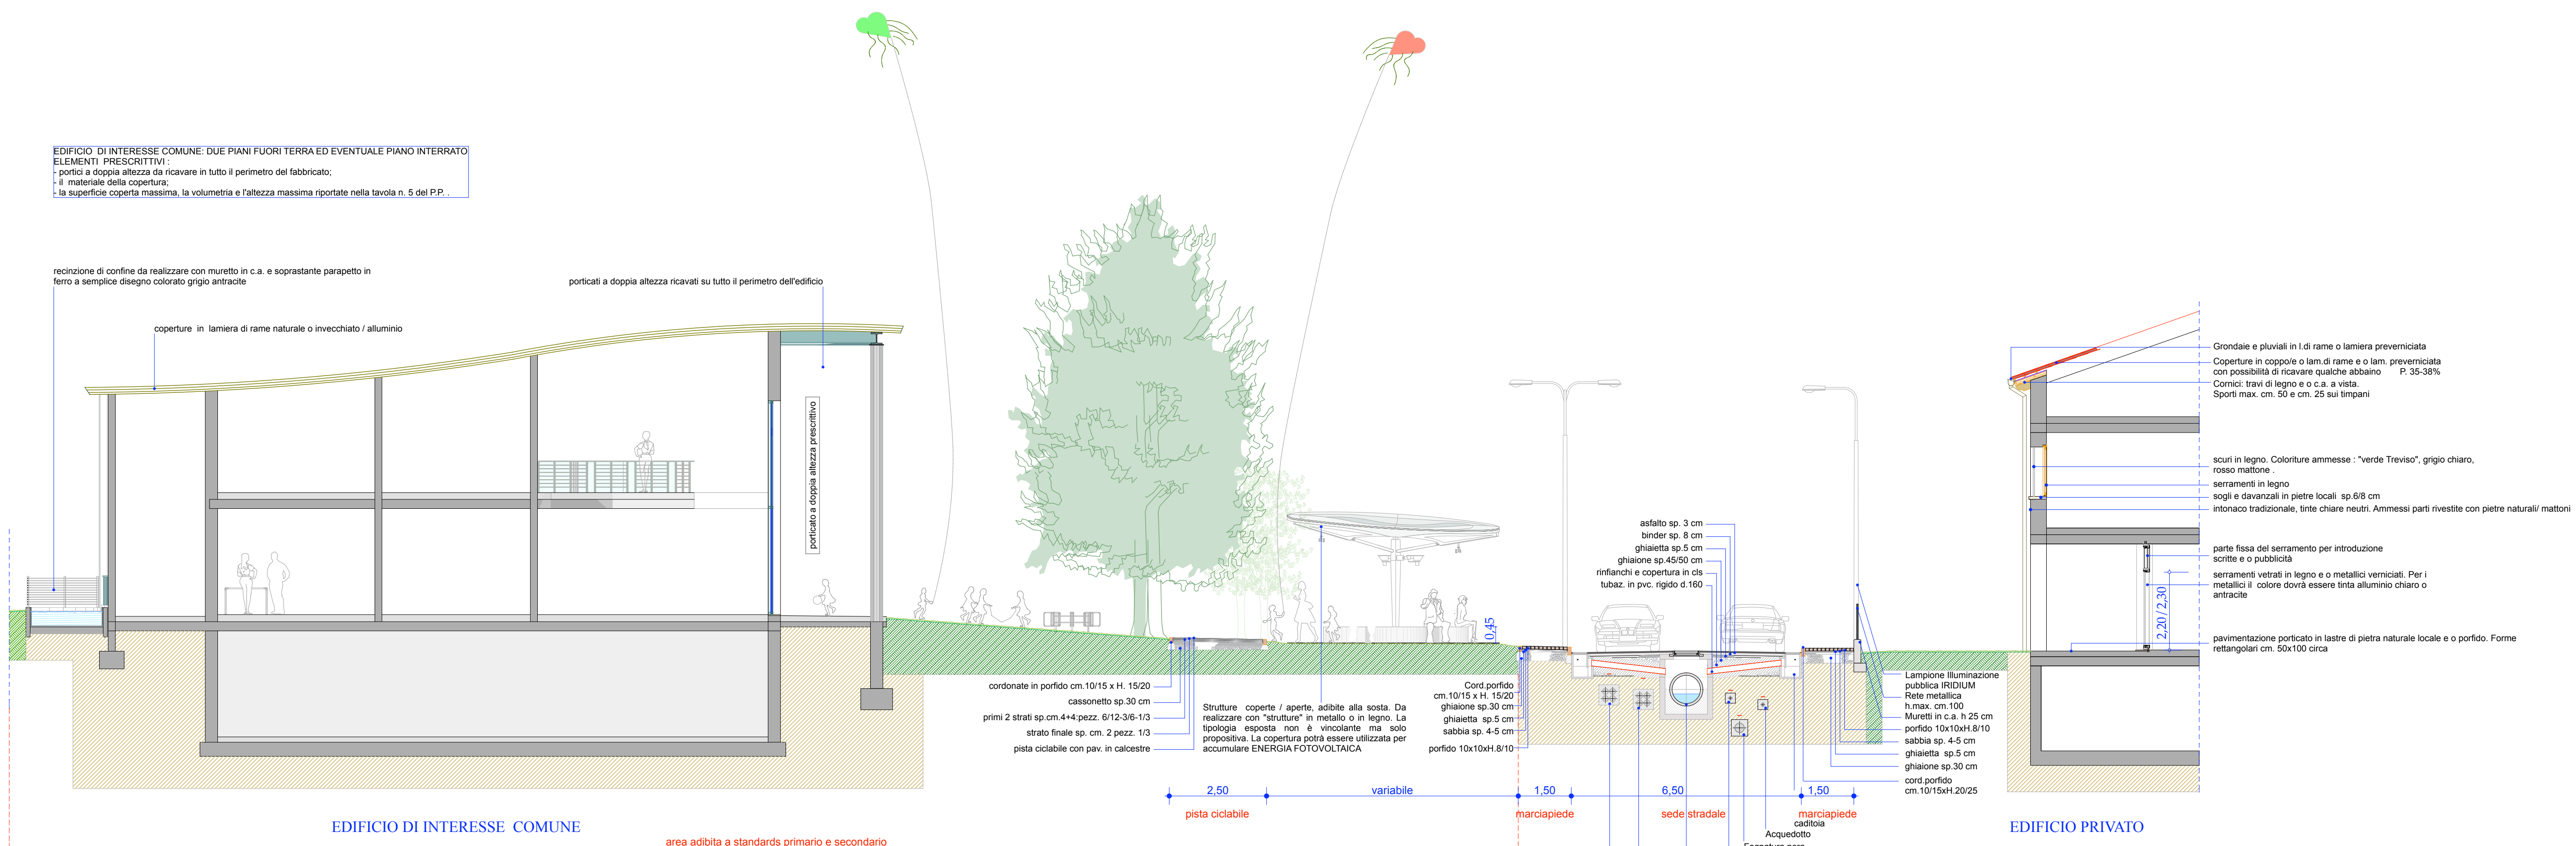 EDIFICIO DI INTERESSE COMUNE: DUE PIANI FUORI TERRA ED EVENTUALE PIANO INTERRATO
ELEMENTI PRESCRITTIVI :
- portici a doppia altezza da ricavare in tutto il perimetro del fabbricato;
- il materiale della copertura;
- la superficie coperta massima, la volumetria e l'altezza massima riportate nella tavola n. 5 del P.P. .
recinzione di confine da realizzare con muretto in c.a. e soprastante parapetto in
ferro a semplice disegno colorato grigio antracite
porticati a doppia altezza ricavati su tutto il perimetro dell'edificio
coperture in lamiera di rame naturale o invecchiato / alluminio
porticato a doppia altezza prescrittivo
cordonate in porfido cm.10/15 x H. 15/20
cassonetto sp.30 cm
primi 2 strati sp.cm.4+4:pezz. 6/12-3/6-1/3
strato finale sp. cm. 2 pezz. 1/3
pista ciclabile con pav. in calcestre
Strutture coperte / aperte, adibite alla sosta. Da
realizzare con "strutture" in metallo o in legno. La
tipologia esposta non è vincolante ma solo
propositiva. La copertura potrà essere utilizzata per
accumulare ENERGIA FOTOVOLTAICA
0,45
Cord.porfido
cm.10/15 x H. 15/20
ghiaione sp.30 cm
ghiaietta sp.5 cm
sabbia sp. 4-5 cm
porfido 10x10xH.8/10
asfalto sp. 3 cm
binder sp. 8 cm
ghiaietta sp.5 cm
ghiaione sp.45/50 cm
rinfianchi e copertura in cls
tubaz. in pvc. rigido d.160
Lampione Illuminazione
pubblica IRIDIUM
Rete metallica
h.max. cm.100
Muretti in c.a. h 25 cm
porfido 10x10xH.8/10
sabbia sp. 4-5 cm
ghiaietta sp.5 cm
ghiaione sp.30 cm
cord.porfido
cm.10/15xH.20/25
Grondaie e pluviali in l.di rame o lamiera preverniciata
Coperture in coppo/e o lam.di rame e o lam. preverniciata
con possibilità di ricavare qualche abbaino P. 35-38%
Cornici: travi di legno e o c.a. a vista.
Sporti max. cm. 50 e cm. 25 sui timpani
scuri in legno. Coloriture ammesse : "verde Treviso", grigio chiaro,
rosso mattone .
serramenti in legno
sogli e davanzali in pietre locali sp.6/8 cm
intonaco tradizionale, tinte chiare neutri. Ammessi parti rivestite con pietre naturali/ mattoni
parte fissa del serramento per introduzione
scritte e o pubblicità
serramenti vetrati in legno e o metallici verniciati. Per i
metallici il colore dovrà essere tinta alluminio chiaro o
antracite
2,20 / 2,30
pavimentazione porticato in lastre di pietra naturale locale e o porfido. Forme
rettangolari cm. 50x100 circa
2,50
variabile
1,50
6,50
1,50
pista ciclabile
marciapiede
sede stradale
marciapiede
caditoia
Acquedotto
Fognatura nera
EDIFICIO DI INTERESSE COMUNE
area adibita a standards primario e secondario
EDIFICIO PRIVATO